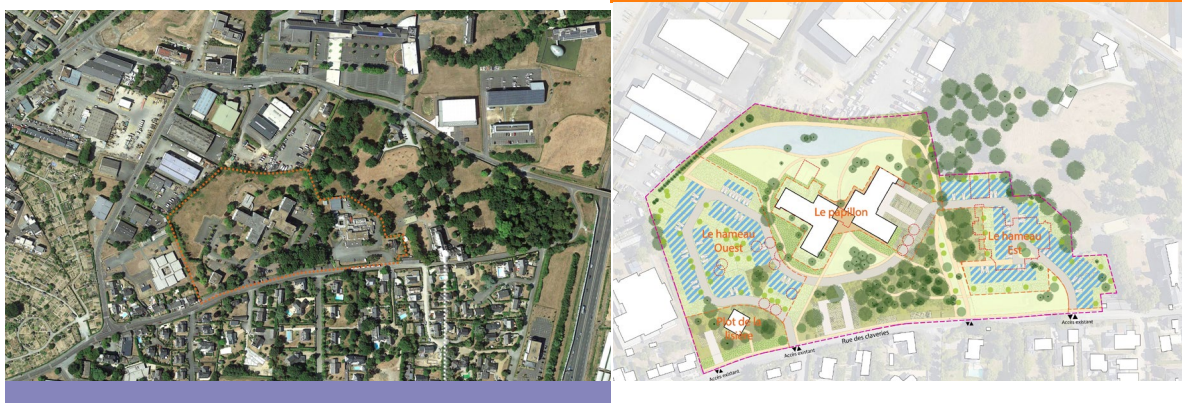 Le papillon
Le hameau
Ouest
Le hameau
Est
Plot de la
Rue des claveries
Accès existant
Accès existant
Accès existant